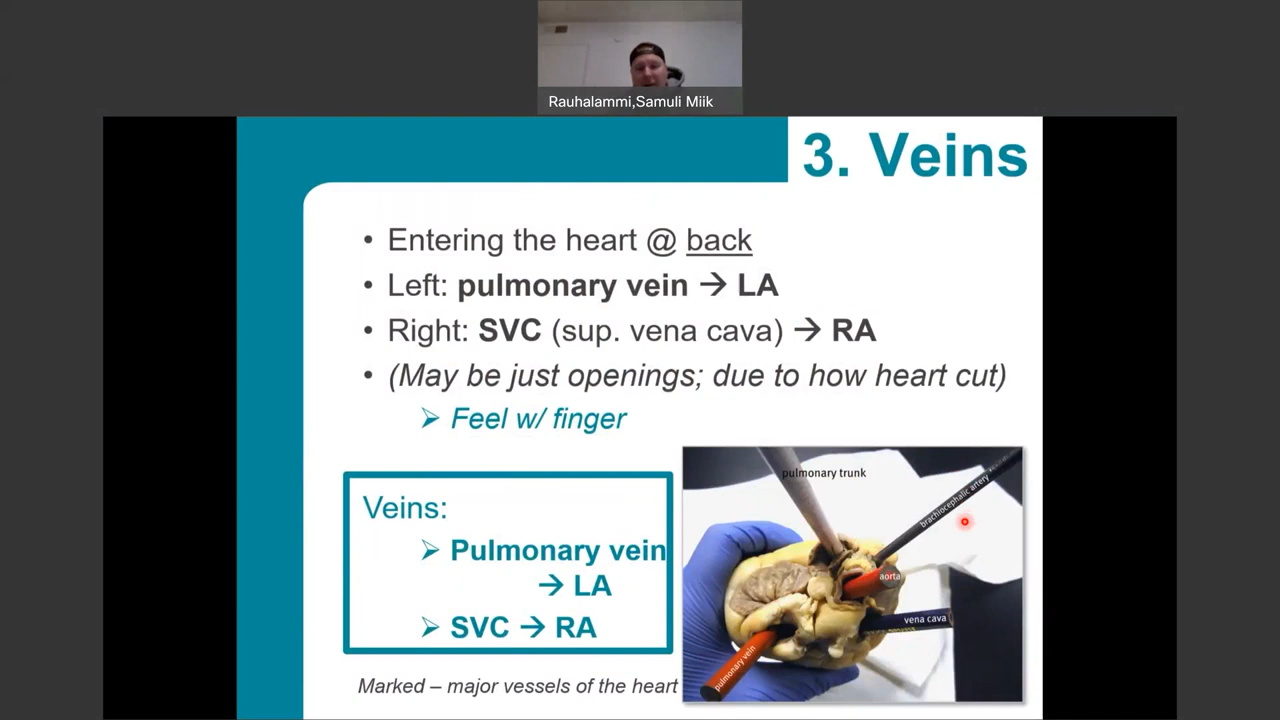 Rauhalammi,Samuli Miik
3. Veins
• Entering the heart @ back
• Left: pulmonary vein → LA
• Right: SVC (sup. vena cava) → RA
• (May be just openings; due to how heart cut)
➢ Feel w/ finger
Veins:
➢ Pulmonary vein
→ LA
➢ SVC → RA
Marked – major vessels of the heart
pulmonary trunk
brachiocephalic artery
aorta
vena cava
pulmonary vein